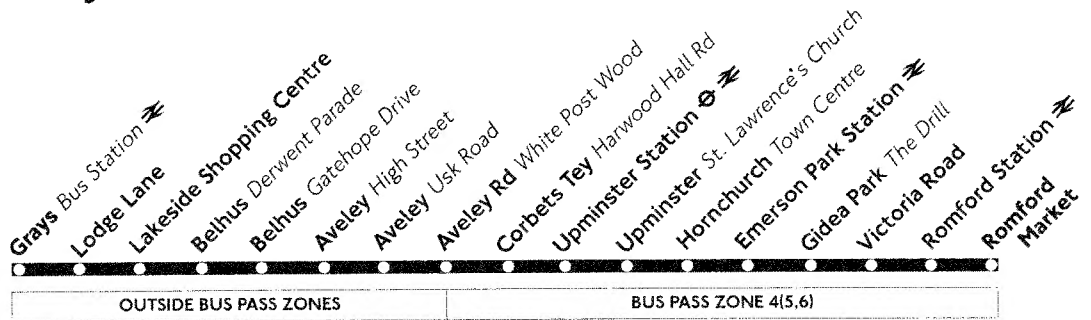 Grays Bus Station
Lodge Lane
Lakeside Shopping Centre
Belhus Derwent Parade
Belhus Gatehope Drive
Aveley High Street
Aveley Usk Road
Aveley Rd White Post Wood
Corbets Tey Harwood Hall Rd
Upminster Station
Upminster St. Lawrence's Church
Hornchurch Town Centre
Emerson Park Station
Gidea Park The Drill
Victoria Road
Romford Station
Romford
Market
OUTSIDE BUS PASS ZONES
BUS PASS ZONE 4(5,6)